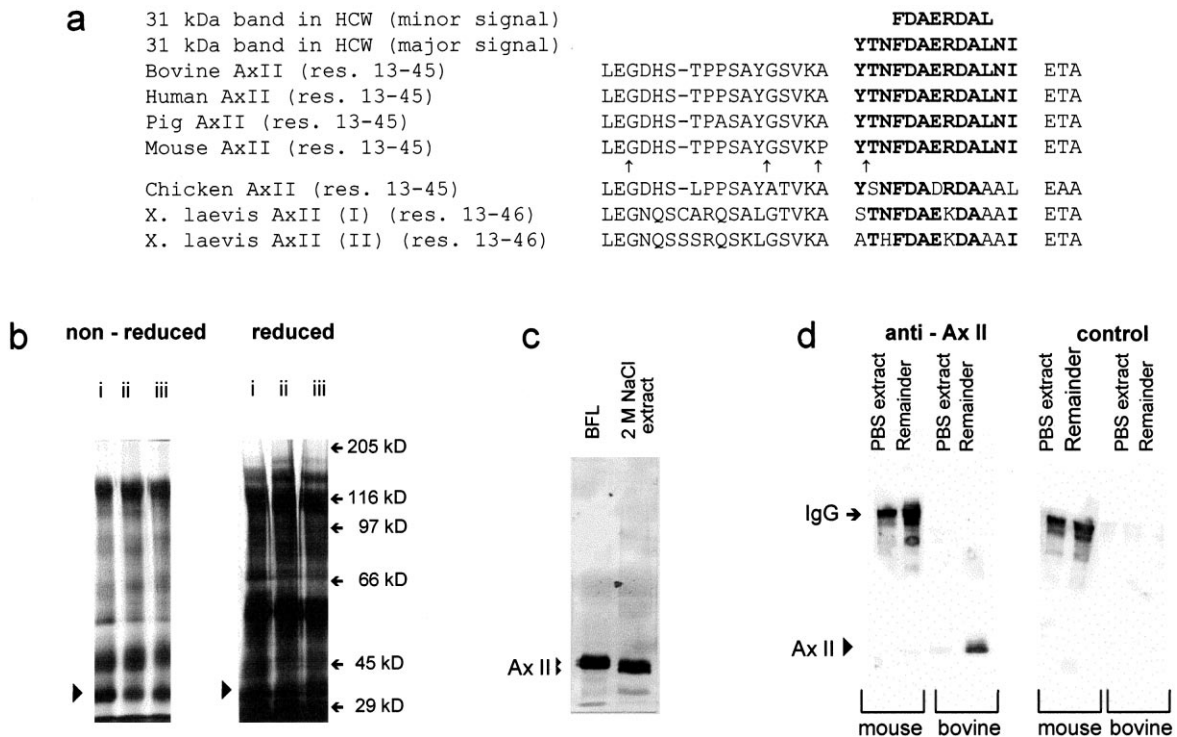 a
31 kDa band in HCW (minor signal) FDAERDAL
31 kDa band in HCW (major signal) YTNFDAERDALNI
Bovine AxII (res. 13-45) LEGDHS-TPPSAYGSVKA YTNFDAERDALNI ETA
Human AxII (res. 13-45) LEGDHS-TPPSAYGSVKA YTNFDAERDALNI ETA
Pig AxII (res. 13-45) LEGDHS-TPASAYGSVKA YTNFDAERDALNI ETA
Mouse AxII (res. 13-45) LEGDHS-TPPSAYGSVKP YTNFDAERDALNI ETA
↑ ↑ ↑ ↑
Chicken AxII (res. 13-45) LEGDHS-LPPSAYATVKA YSNFDADRDAAAL EAA
X. laevis AxII (I) (res. 13-46) LEGNQSCARQSALGTVKA STNFDAEKDAAAI ETA
X. laevis AxII (II) (res. 13-46) LEGNQSSSRQSKLGSVKA ATHFDAEKDAAAI ETA
b
non - reduced reduced
i ii iii i ii iii
← 205 kD
← 116 kD
← 97 kD
← 66 kD
← 45 kD
← 29 kD
c
BFL
2 M NaCl
extract
Ax II
d
anti - Ax II control
PBS extract
Remainder
PBS extract
Remainder
PBS extract
Remainder
PBS extract
Remainder
IgG →
Ax II
mouse bovine mouse bovine